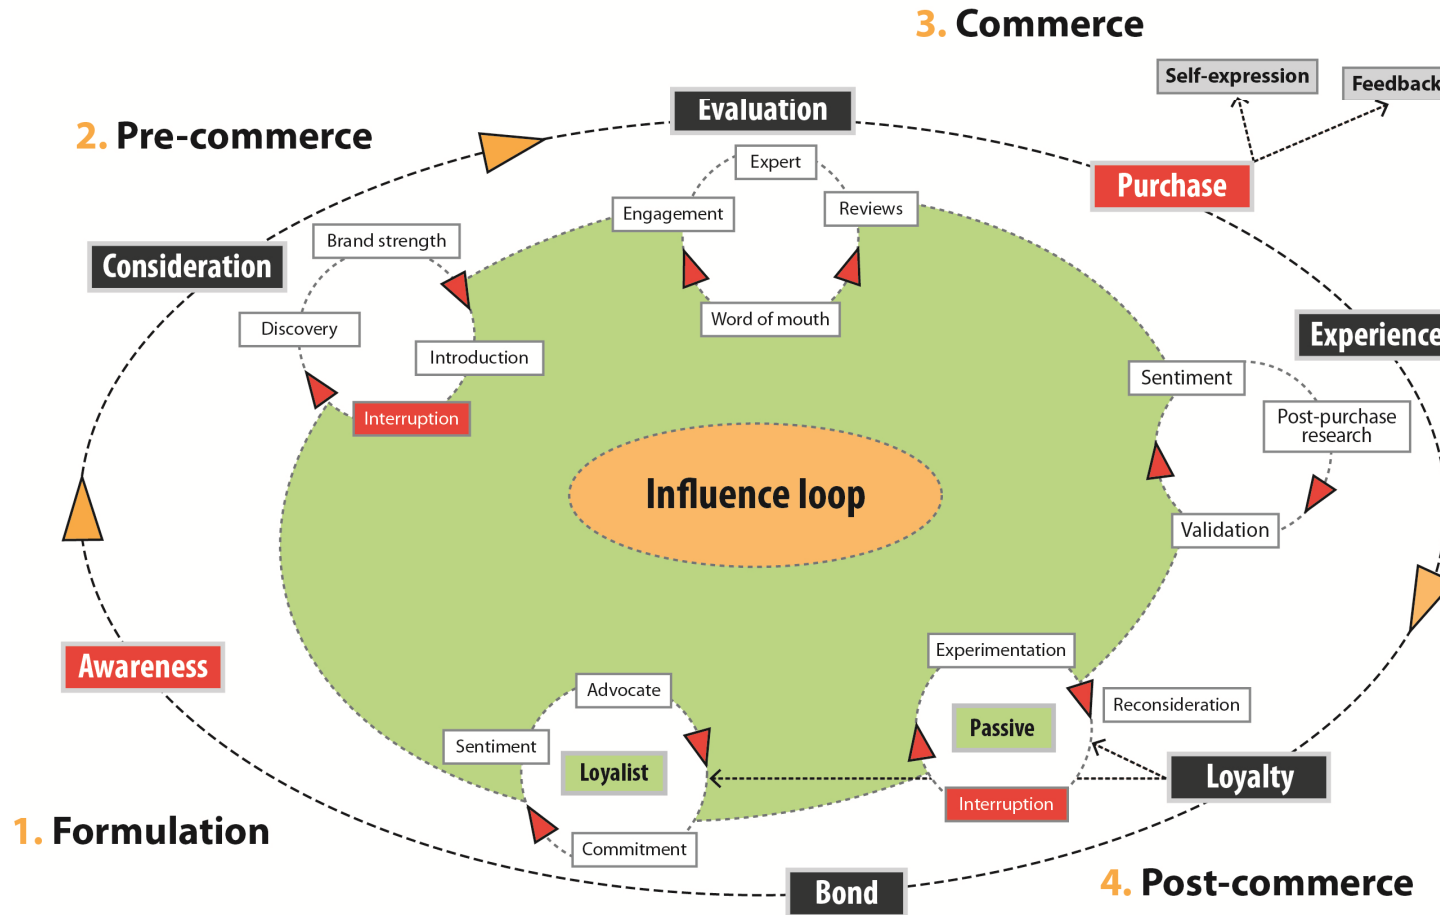 3. Commerce
Self-expression
Feedback
Evaluation
2. Pre-commerce
Expert
Purchase
Engagement
Reviews
Brand strength
Consideration
Discovery
Word of mouth
Experience
Introduction
Sentiment
Interruption
Post-purchase
research
Influence loop
Validation
Experimentation
Awareness
Advocate
Reconsideration
Passive
Sentiment
Loyalist
Loyalty
Interruption
1. Formulation
Commitment
Bond
4. Post-commerce